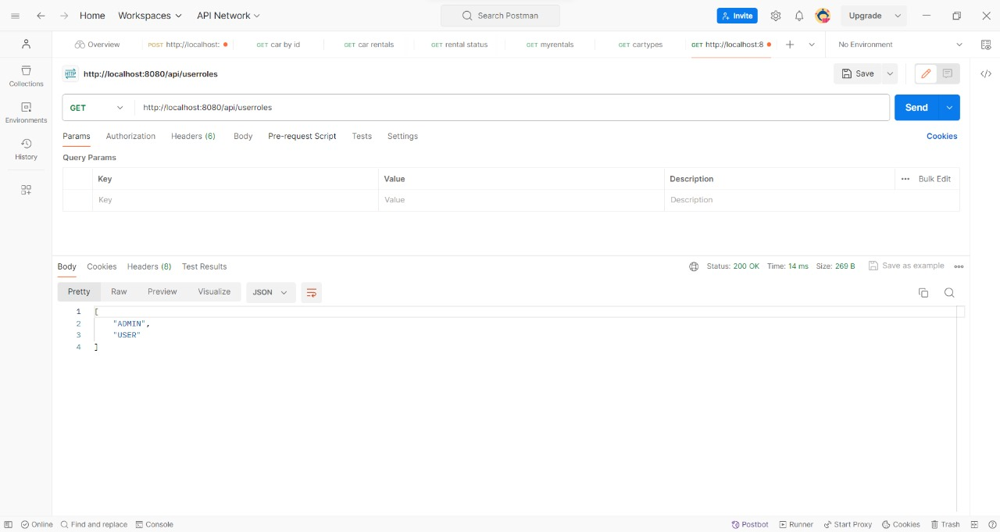 Home Workspaces API Network Search Postman Invite Upgrade
Overview POST http://localhost: GET car by id GET car rentals GET rental status GET myrentals GET cartypes GET http://localhost:8 No Environment
HTTP http://localhost:8080/api/userroles Save
GET http://localhost:8080/api/userroles Send
Collections
Environments
History
Params Authorization Headers (6) Body Pre-request Script Tests Settings Cookies
Query Params
Key Value Description ••• Bulk Edit
Key Value Description
Body Cookies Headers (8) Test Results Status: 200 OK Time: 14 ms Size: 269 B Save as example
Pretty Raw Preview Visualize JSON
1 [
2 "ADMIN",
3 "USER"
4 ]
Online Find and replace Console Postbot Runner Start Proxy Cookies Trash